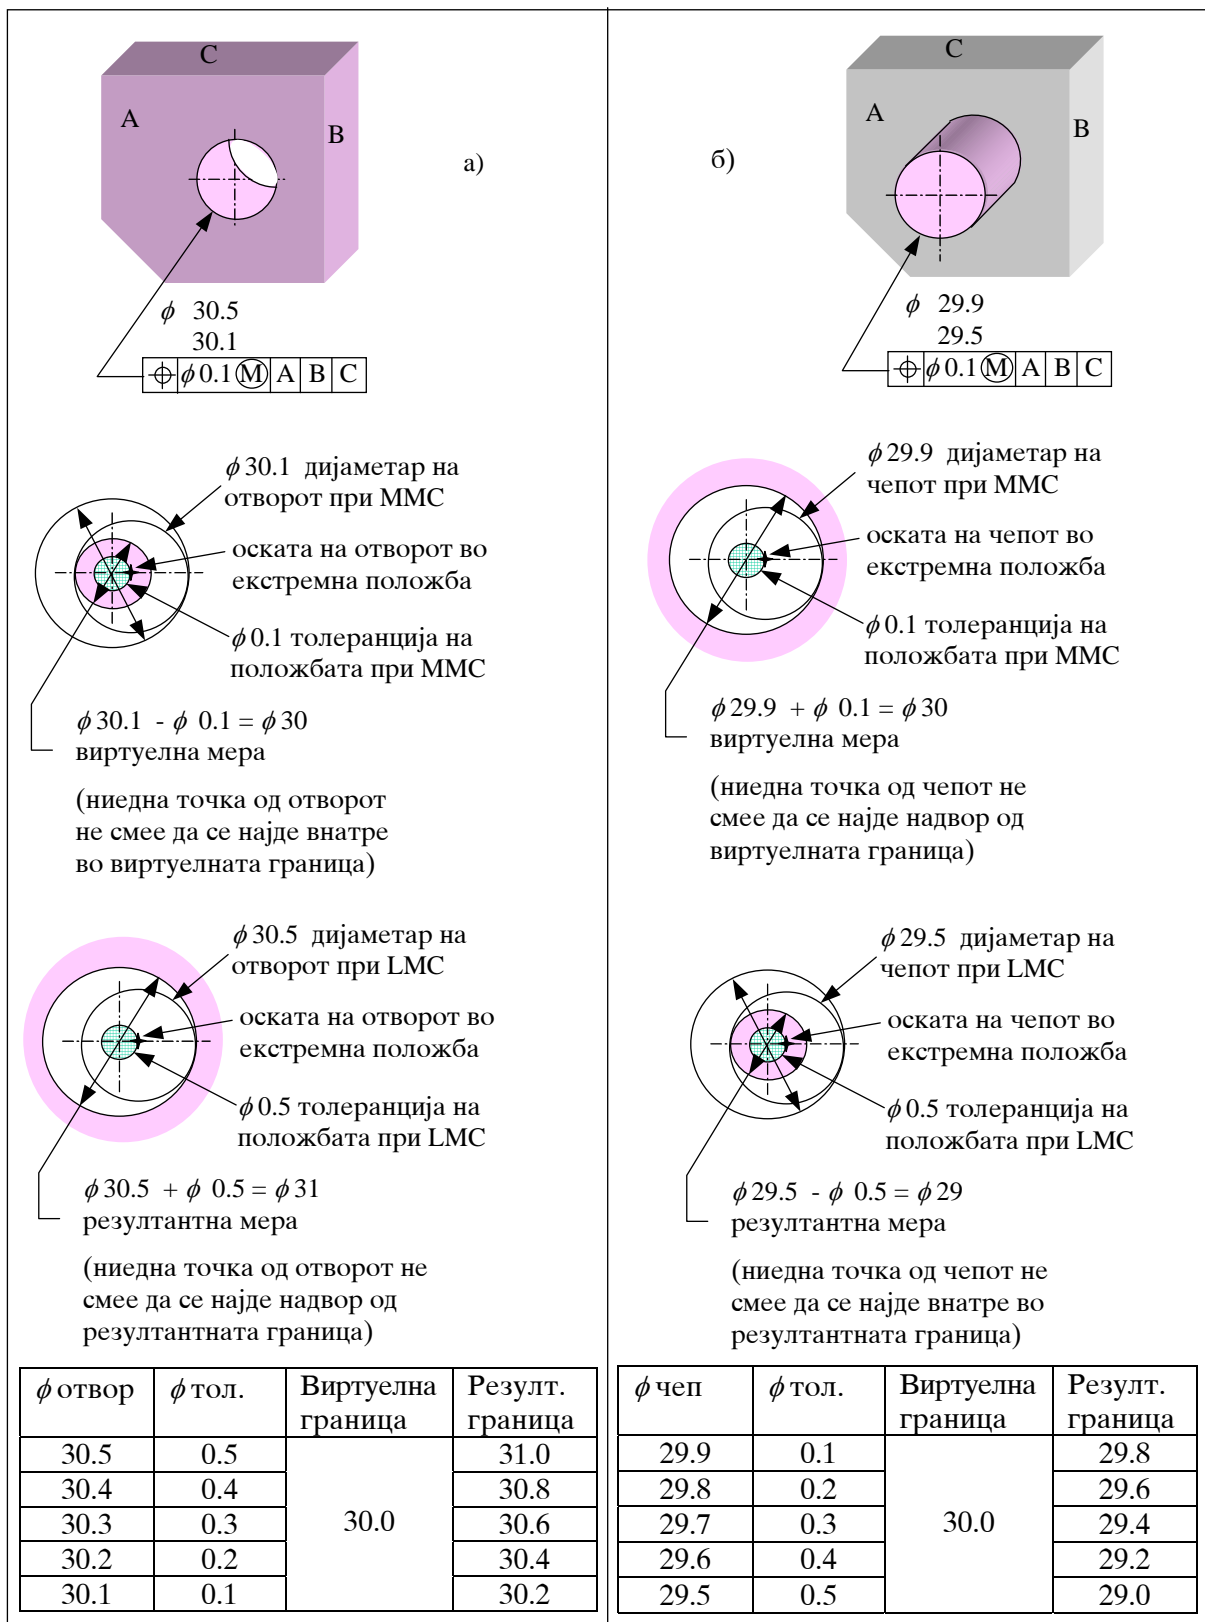 C
A
B
а)
ϕ 30.5
30.1
⌖ ϕ 0.1 Ⓜ A B C
ϕ 30.1 дијаметар на
отворот при MMC
оската на отворот во
екстремна положба
ϕ 0.1 толеранција на
положбата при MMC
ϕ 30.1 - ϕ 0.1 = ϕ 30
виртуелна мера
(ниедна точка од отворот
не смее да се најде внатре
во виртуелната граница)
ϕ 30.5 дијаметар на
отворот при LMC
оската на отворот во
екстремна положба
ϕ 0.5 толеранција на
положбата при LMC
ϕ 30.5 + ϕ 0.5 = ϕ 31
резултантна мера
(ниедна точка од отворот не
смее да се најде надвор од
резултантната граница)
ϕ отвор ϕ тол. Виртуелна Резулт.
граница граница
30.5 0.5 31.0
30.4 0.4 30.8
30.3 0.3 30.0 30.6
30.2 0.2 30.4
30.1 0.1 30.2
C
A
B
б)
ϕ 29.9
29.5
⌖ ϕ 0.1 Ⓜ A B C
ϕ 29.9 дијаметар на
чепот при MMC
оската на чепот во
екстремна положба
ϕ 0.1 толеранција на
положбата при MMC
ϕ 29.9 + ϕ 0.1 = ϕ 30
виртуелна мера
(ниедна точка од чепот не
смее да се најде надвор од
виртуелната граница)
ϕ 29.5 дијаметар на
чепот при LMC
оската на чепот во
екстремна положба
ϕ 0.5 толеранција на
положбата при LMC
ϕ 29.5 - ϕ 0.5 = ϕ 29
резултантна мера
(ниедна точка од чепот не
смее да се најде внатре во
резултантната граница)
ϕ чеп ϕ тол. Виртуелна Резулт.
граница граница
29.9 0.1 29.8
29.8 0.2 29.6
29.7 0.3 30.0 29.4
29.6 0.4 29.2
29.5 0.5 29.0